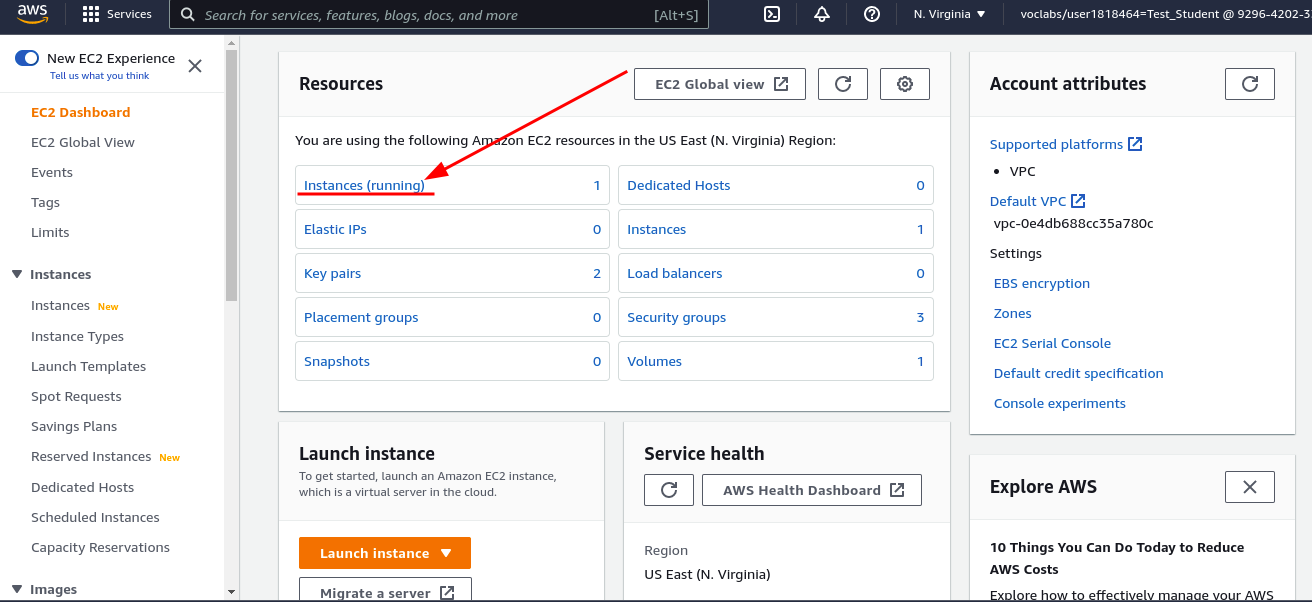 aws
Services
Search for services, features, blogs, docs, and more
[Alt+S]
N. Virginia
voclabs/user1818464=Test_Student @ 9296-4202-
New EC2 Experience
Tell us what you think
EC2 Dashboard
EC2 Global View
Events
Tags
Limits
Instances
Instances New
Instance Types
Launch Templates
Spot Requests
Savings Plans
Reserved Instances New
Dedicated Hosts
Scheduled Instances
Capacity Reservations
Images
Resources
EC2 Global view
You are using the following Amazon EC2 resources in the US East (N. Virginia) Region:
Instances (running) 1
Dedicated Hosts 0
Elastic IPs 0
Instances 1
Key pairs 2
Load balancers 0
Placement groups 0
Security groups 3
Snapshots 0
Volumes 1
Launch instance
To get started, launch an Amazon EC2 instance,
which is a virtual server in the cloud.
Launch instance
Migrate a server
Service health
AWS Health Dashboard
Region
US East (N. Virginia)
Account attributes
Supported platforms
• VPC
Default VPC
vpc-0e4db688cc35a780c
Settings
EBS encryption
Zones
EC2 Serial Console
Default credit specification
Console experiments
Explore AWS
10 Things You Can Do Today to Reduce
AWS Costs
Explore how to effectively manage your AWS